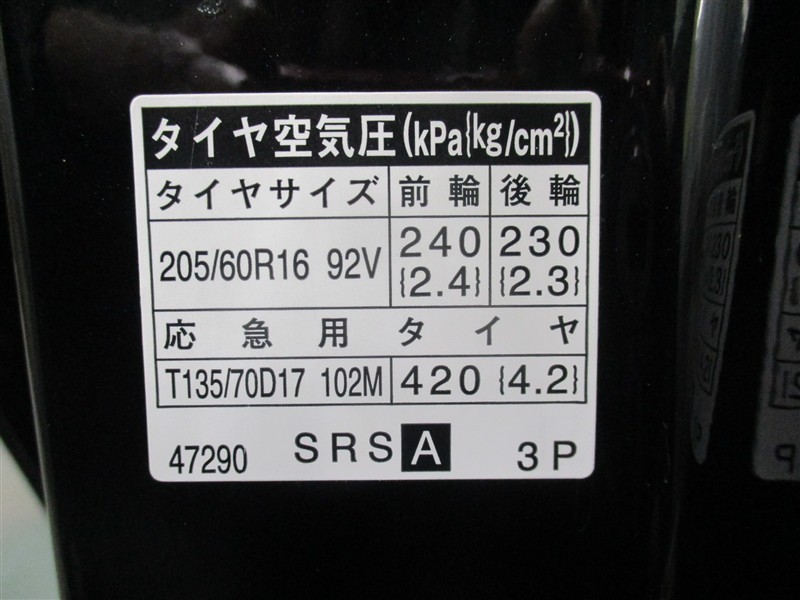 タイヤ空気圧(kPa{kg/cm²})
タイヤサイズ 前輪 後輪
205/60R16 92V 240 {2.4} 230 {2.3}
応急用タイヤ
T135/70D17 102M 420 {4.2}
47290 SRS A 3P